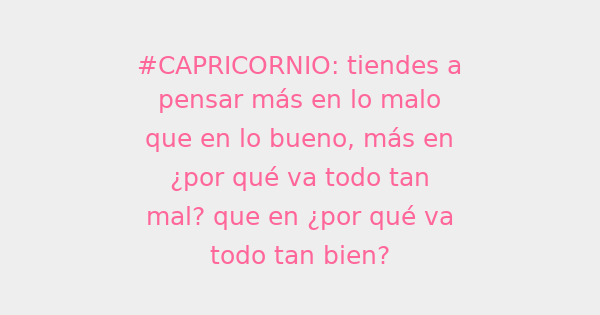 #CAPRICORNIO: tiendes a
pensar más en lo malo
que en lo bueno, más en
¿por qué va todo tan
mal? que en ¿por qué va
todo tan bien?